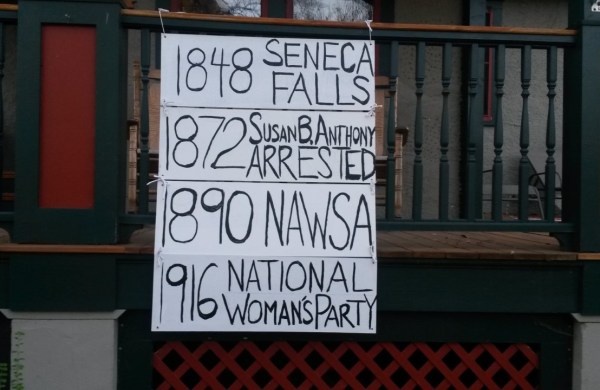 1848 SENECA
FALLS
1872 SUSAN B. ANTHONY
ARRESTED
1890 NAWSA
1916 NATIONAL
WOMAN'S PARTY